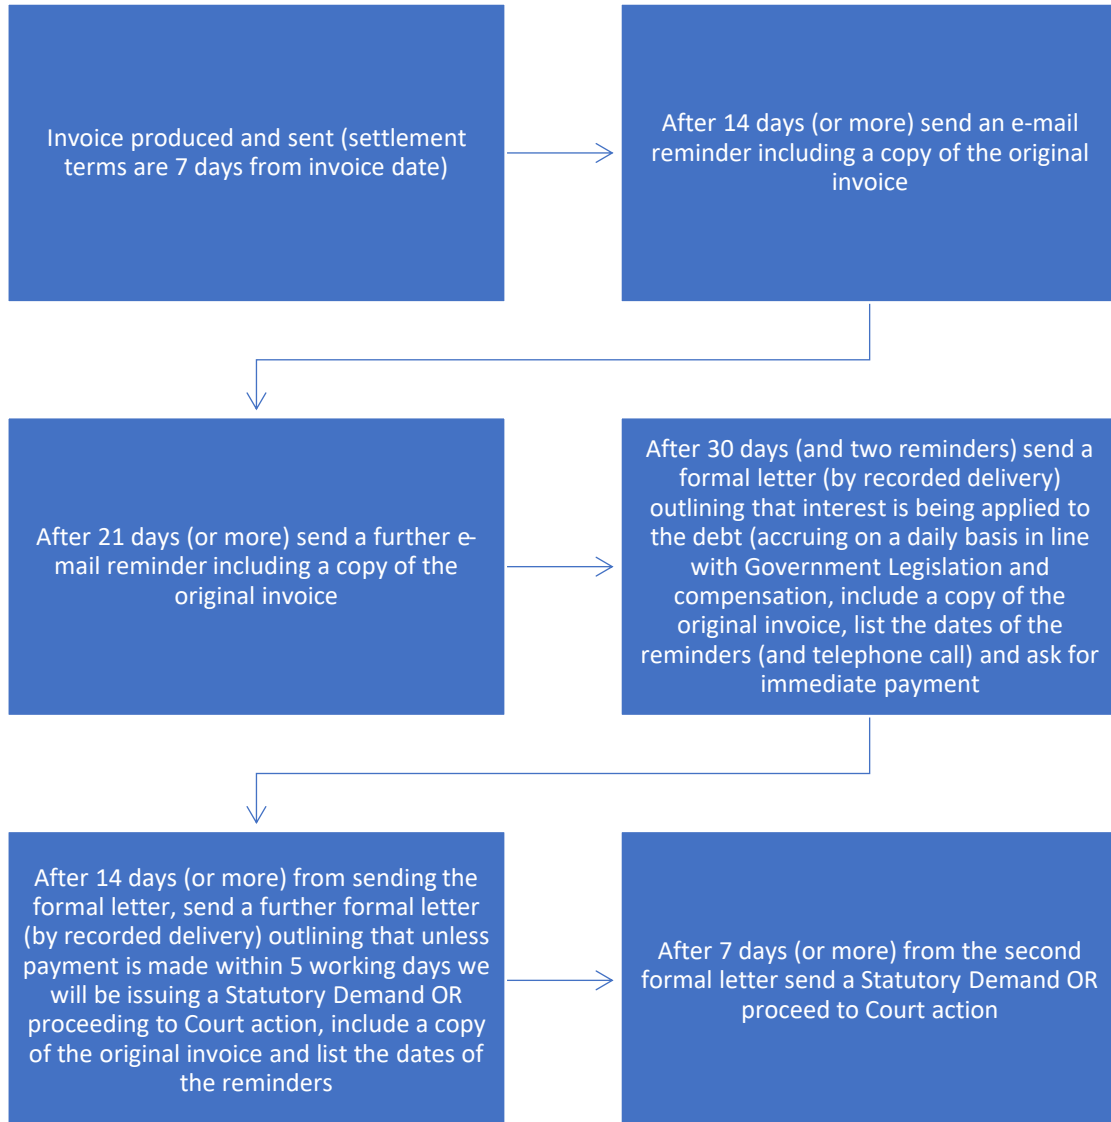 Invoice produced and sent (settlement
terms are 7 days from invoice date)
After 14 days (or more) send an e-mail
reminder including a copy of the original
invoice
After 21 days (or more) send a further e-
mail reminder including a copy of the
original invoice
After 30 days (and two reminders) send a
formal letter (by recorded delivery)
outlining that interest is being applied to
the debt (accruing on a daily basis in line
with Government Legislation and
compensation, include a copy of the
original invoice, list the dates of the
reminders (and telephone call) and ask for
immediate payment
After 14 days (or more) from sending the
formal letter, send a further formal letter
(by recorded delivery) outlining that unless
payment is made within 5 working days we
will be issuing a Statutory Demand OR
proceeding to Court action, include a copy
of the original invoice and list the dates of
the reminders
After 7 days (or more) from the second
formal letter send a Statutory Demand OR
proceed to Court action